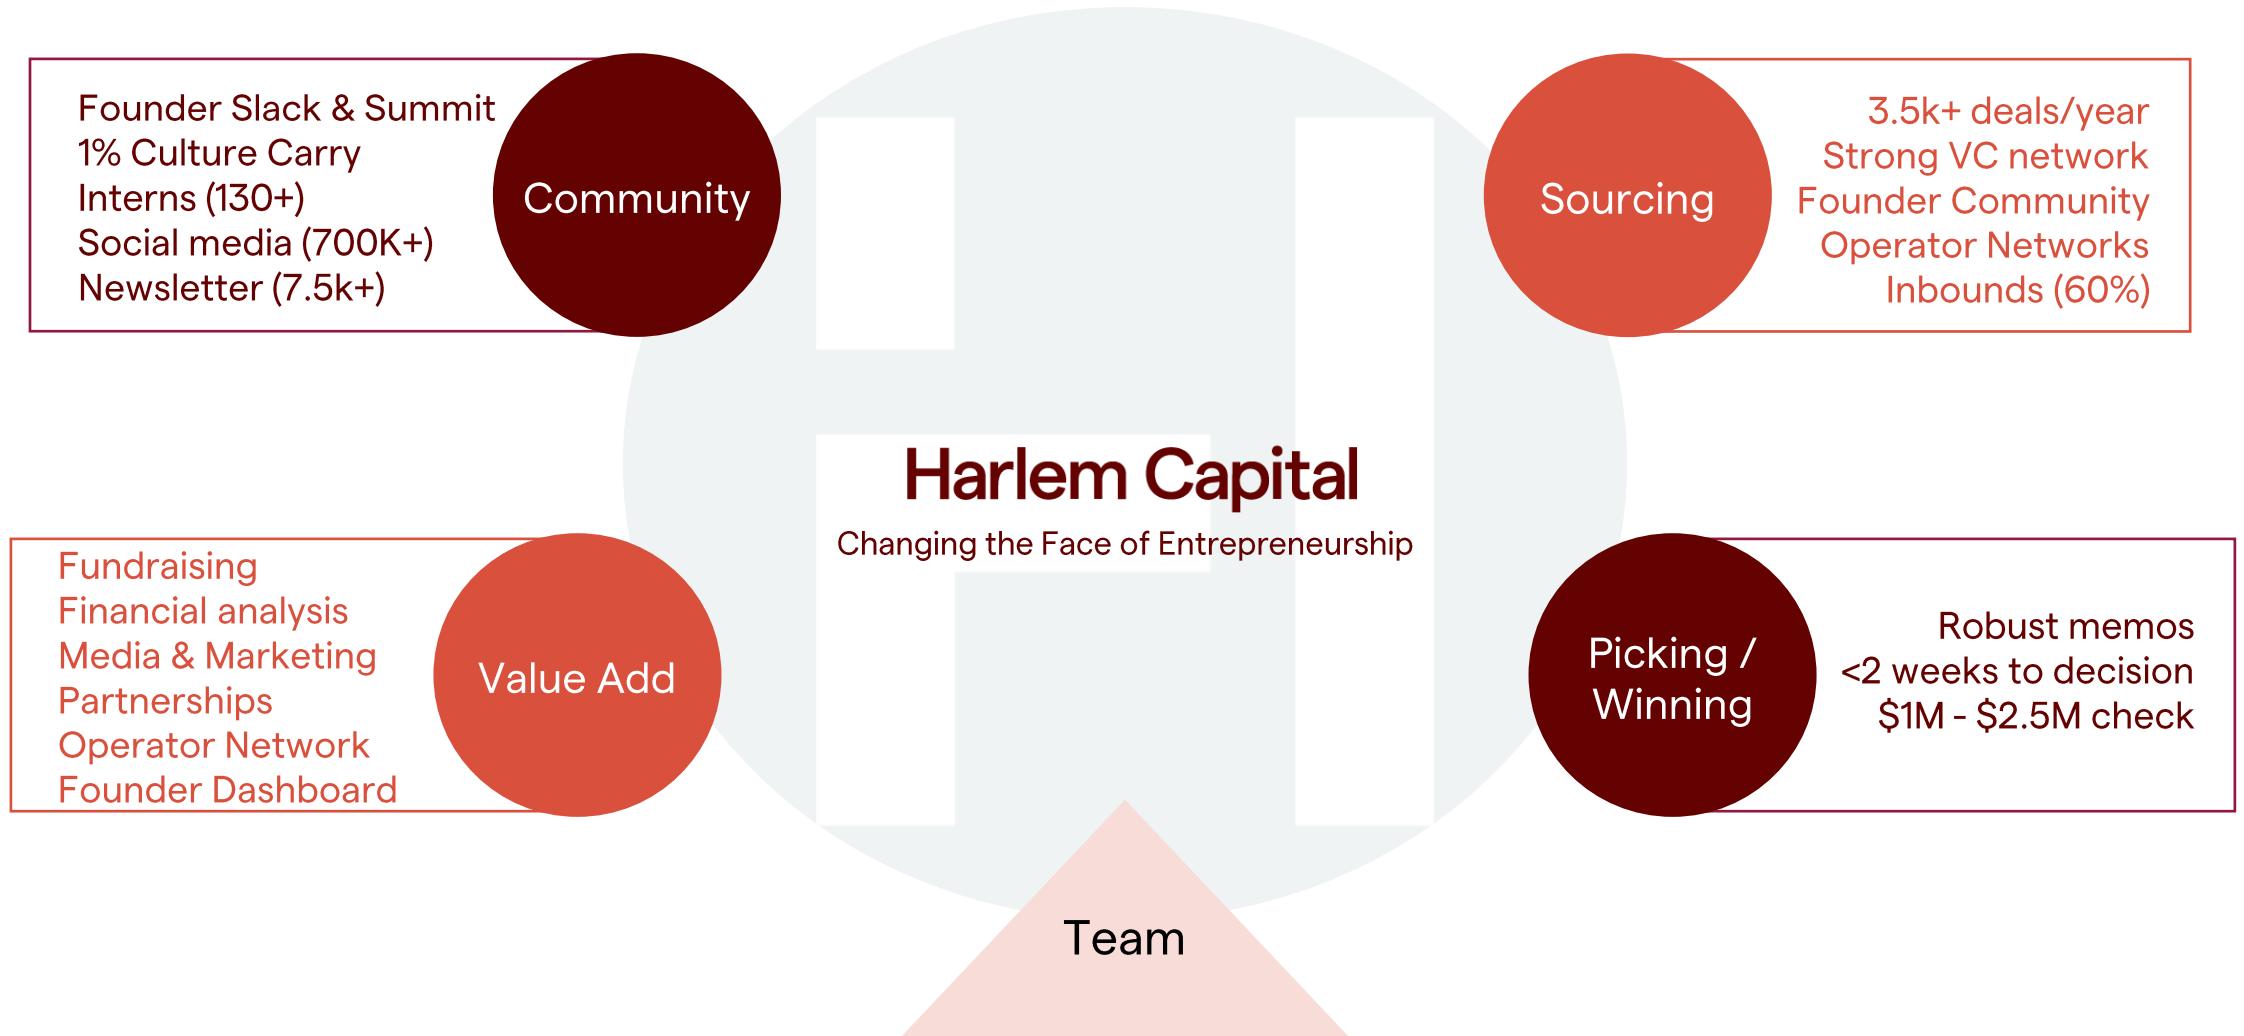 Founder Slack & Summit
1% Culture Carry
Interns (130+)
Social media (700K+)
Newsletter (7.5k+)
Community
Sourcing
3.5k+ deals/year
Strong VC network
Founder Community
Operator Networks
Inbounds (60%)
Harlem Capital
Changing the Face of Entrepreneurship
Fundraising
Financial analysis
Media & Marketing
Partnerships
Operator Network
Founder Dashboard
Value Add
Picking /
Winning
Robust memos
<2 weeks to decision
$1M - $2.5M check
Team